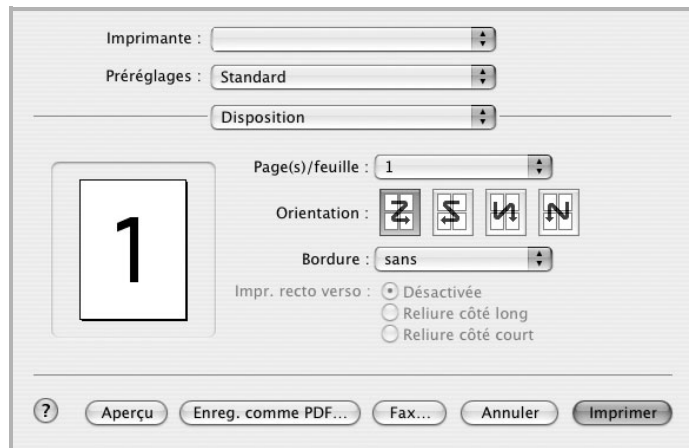 Imprimante :
Préréglages : Standard
Disposition
Page(s)/feuille : 1
1
Orientation :
Bordure : sans
Impr. recto verso : Désactivée
Reliure côté long
Reliure côté court
? Aperçu Enreg. comme PDF... Fax... Annuler Imprimer